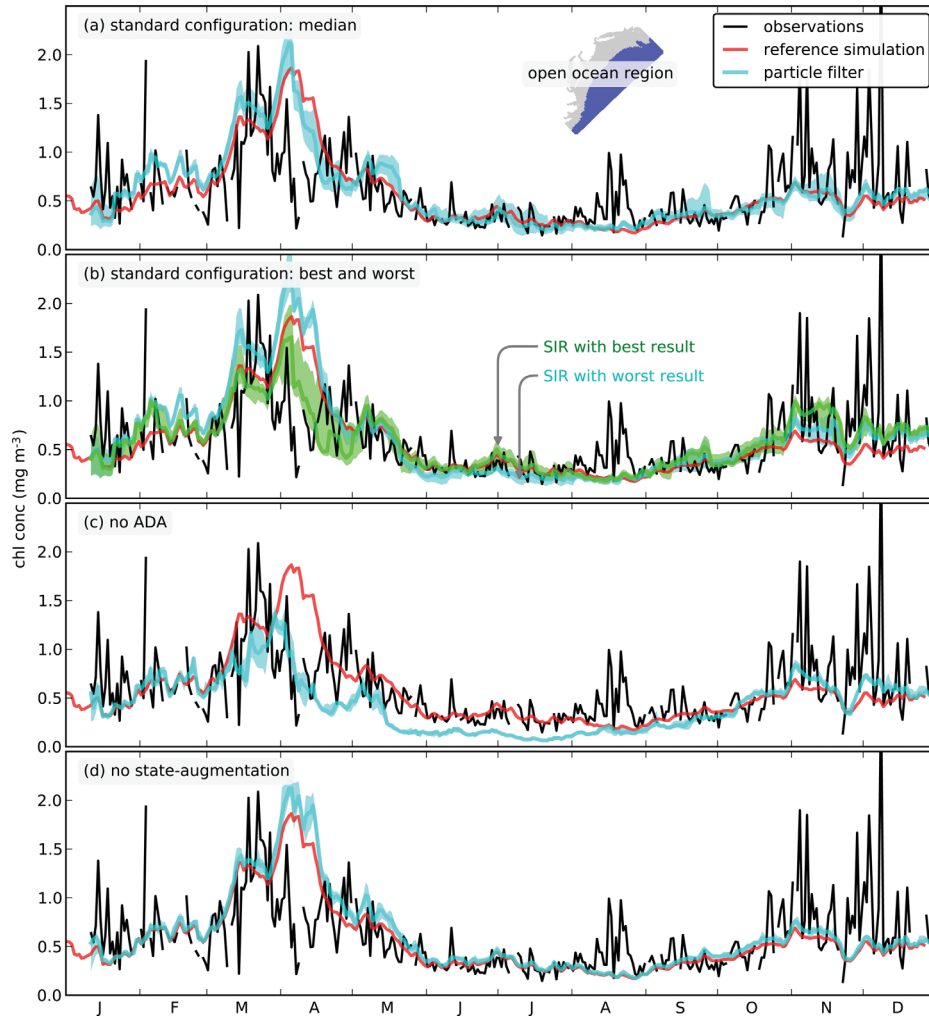 (a) standard configuration: median
open ocean region
observations
reference simulation
particle filter
2.0
1.5
1.0
0.5
0.0
(b) standard configuration: best and worst
SIR with best result
SIR with worst result
2.0
1.5
1.0
0.5
0.0
chl conc (mg m⁻³)
(c) no ADA
2.0
1.5
1.0
0.5
0.0
(d) no state-augmentation
2.0
1.5
1.0
0.5
0.0
J F M A M J J A S O N D